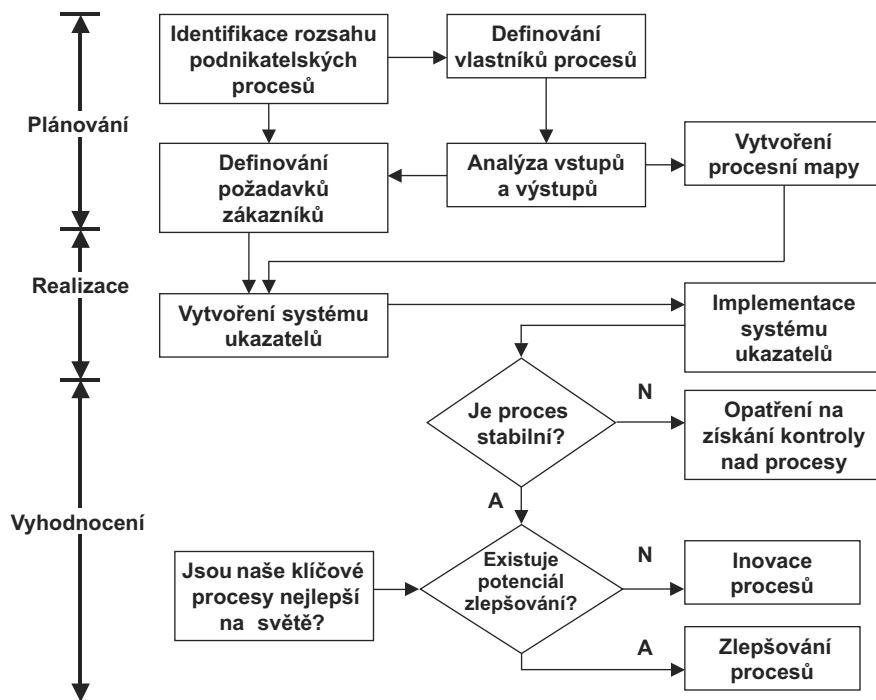 Identifikace rozsahu
podnikatelských
procesů
Definování
vlastníků procesů
Plánování
Definování
požadavků
zákazníků
Analýza vstupů
a výstupů
Vytvoření
procesní mapy
Realizace
Vytvoření systému
ukazatelů
Implementace
systému
ukazatelů
Je proces
stabilní?
N
Opatření na
získání kontroly
nad procesy
A
Vyhodnocení
Jsou naše klíčové
procesy nejlepší
na světě?
Existuje
potenciál
zlepšování?
N
Inovace
procesů
A
Zlepšování
procesů